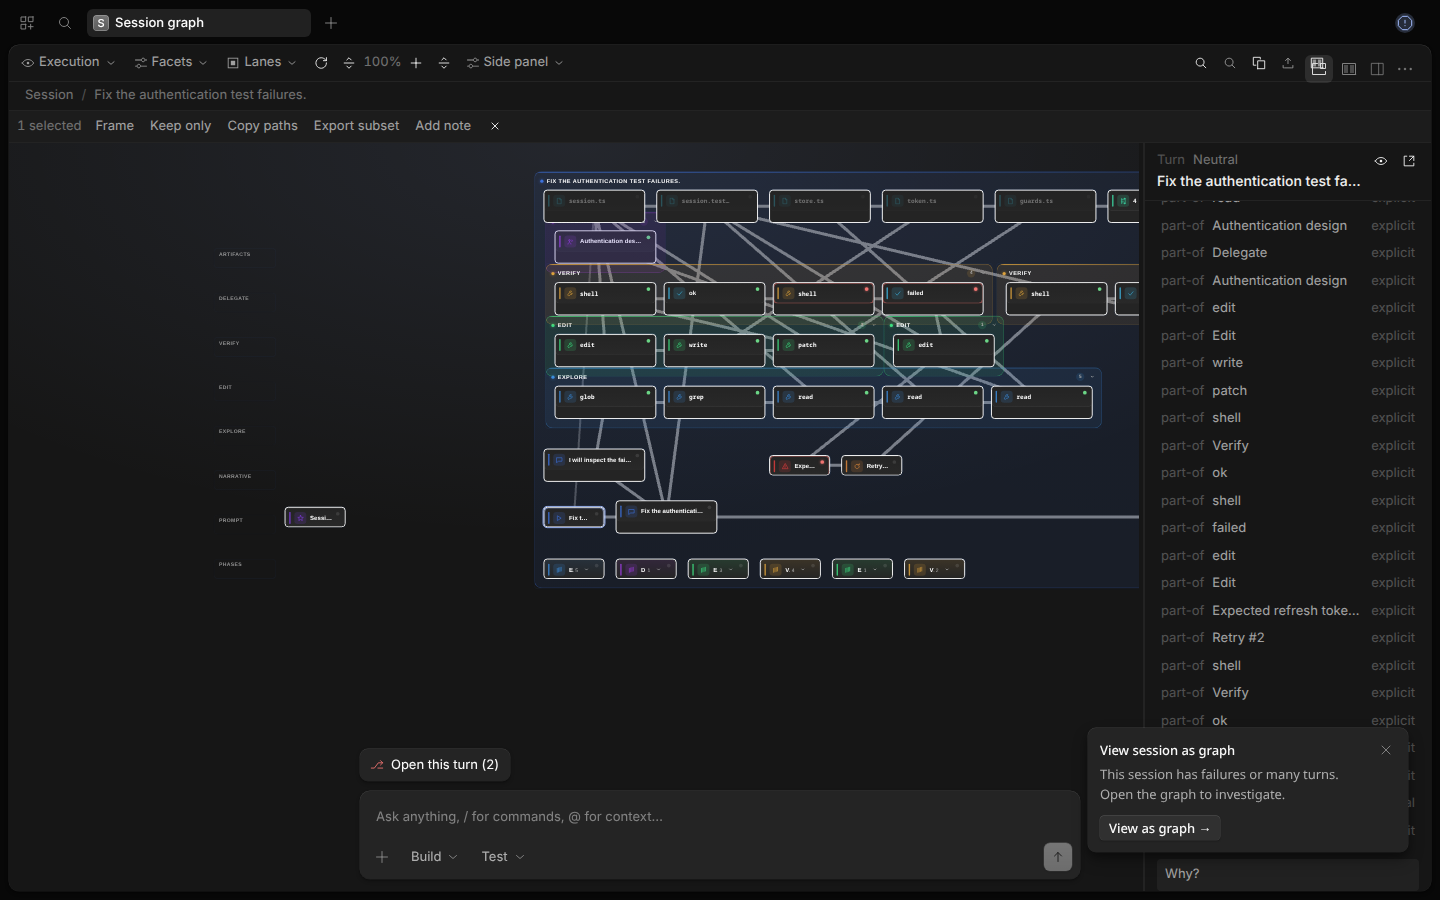 S Session graph
Execution Facets Lanes 100% Side panel
Session / Fix the authentication test failures.
1 selected Frame Keep only Copy paths Export subset Add note
Turn Neutral
Fix the authentication test fa...
FIX THE AUTHENTICATION TEST FAILURES.
session.ts session.test... store.ts token.ts guards.ts 4
Authentication des...
VERIFY VERIFY
shell ok shell failed shell
EDIT EDIT
edit write patch edit
EXPLORE 5
glob grep read read read
I will inspect the fai... Expe... Retry...
Fix t... Fix the authenticati...
E D E V E V
ARTIFACTS
DELEGATE
VERIFY
EDIT
EXPLORE
NARRATIVE
PROMPT
PHASES
Sessi...
part-of Authentication design explicit
part-of Delegate explicit
part-of Authentication design explicit
part-of edit explicit
part-of Edit explicit
part-of write explicit
part-of patch explicit
part-of shell explicit
part-of Verify explicit
part-of ok explicit
part-of shell explicit
part-of failed explicit
part-of edit explicit
part-of Edit explicit
part-of Expected refresh toke... explicit
part-of Retry #2 explicit
part-of shell explicit
part-of Verify explicit
part-of ok explicit
View session as graph
This session has failures or many turns.
Open the graph to investigate.
View as graph →
Why?
Open this turn (2)
Ask anything, / for commands, @ for context...
Build Test